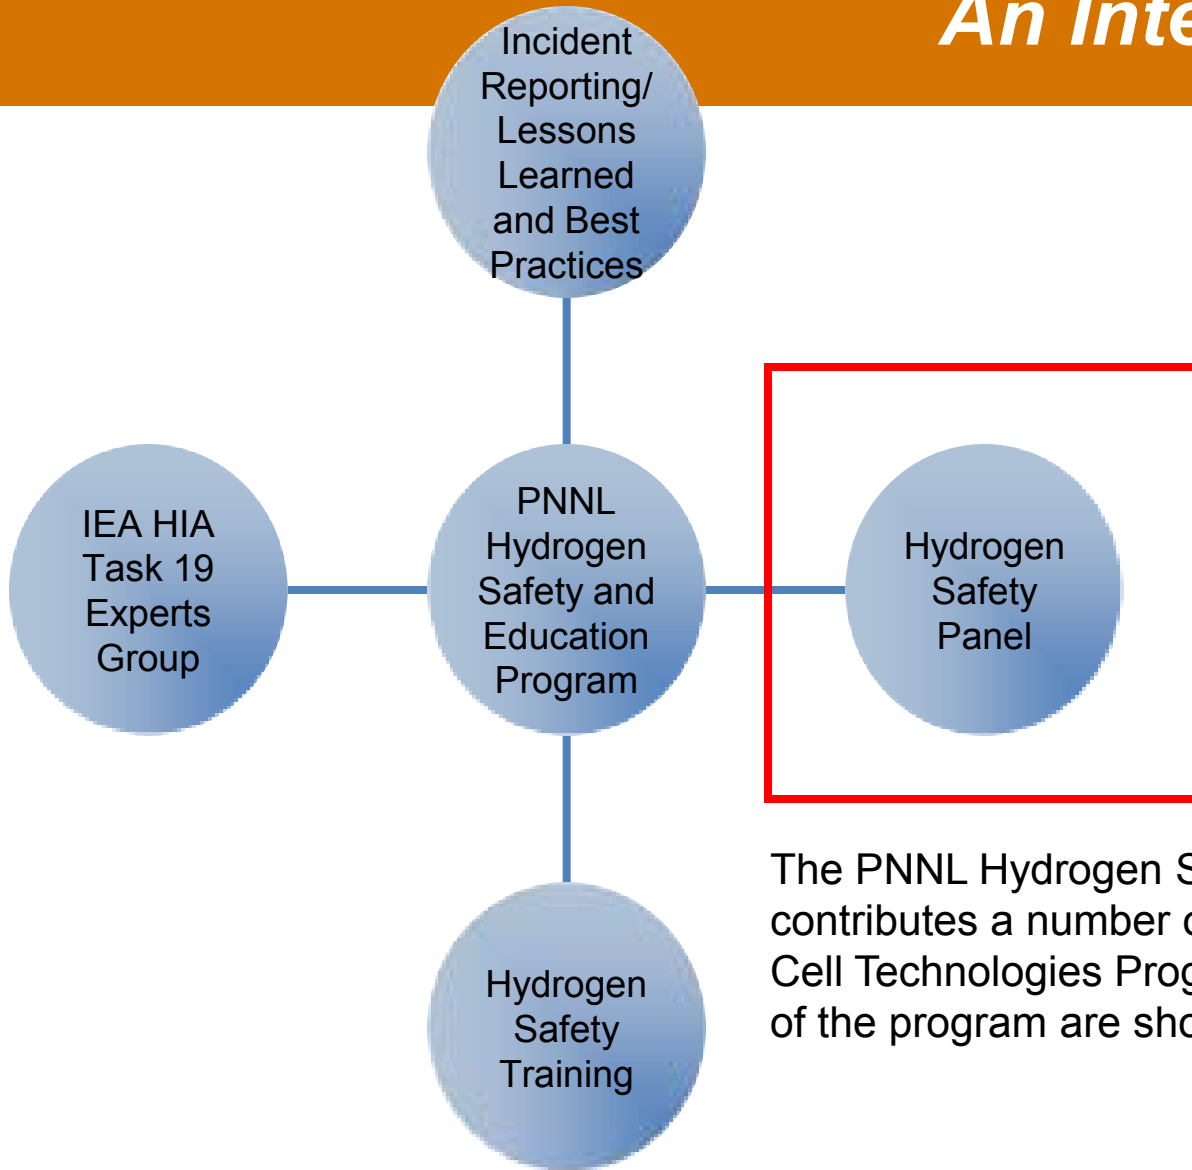 An Inte
Incident
Reporting/
Lessons
Learned
and Best
Practices
IEA HIA
Task 19
Experts
Group
PNNL
Hydrogen
Safety and
Education
Program
Hydrogen
Safety
Panel
Hydrogen
Safety
Training
The PNNL Hydrogen S
contributes a number
Cell Technologies Prog
of the program are sho